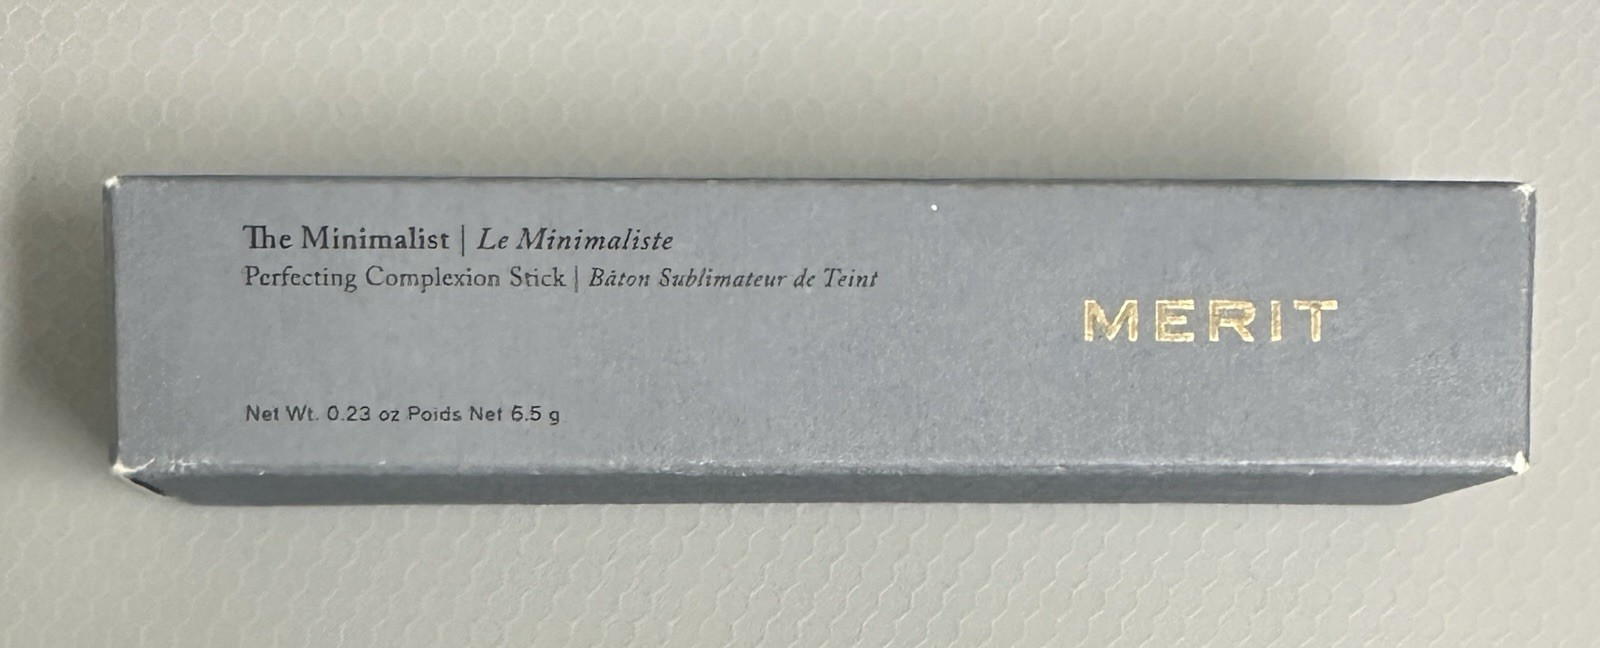 The Minimalist | Le Minimaliste
Perfecting Complexion Stick | Bâton Sublimateur de Teint
MERIT
Net Wt. 0.23 oz Poids Net 6.5 g